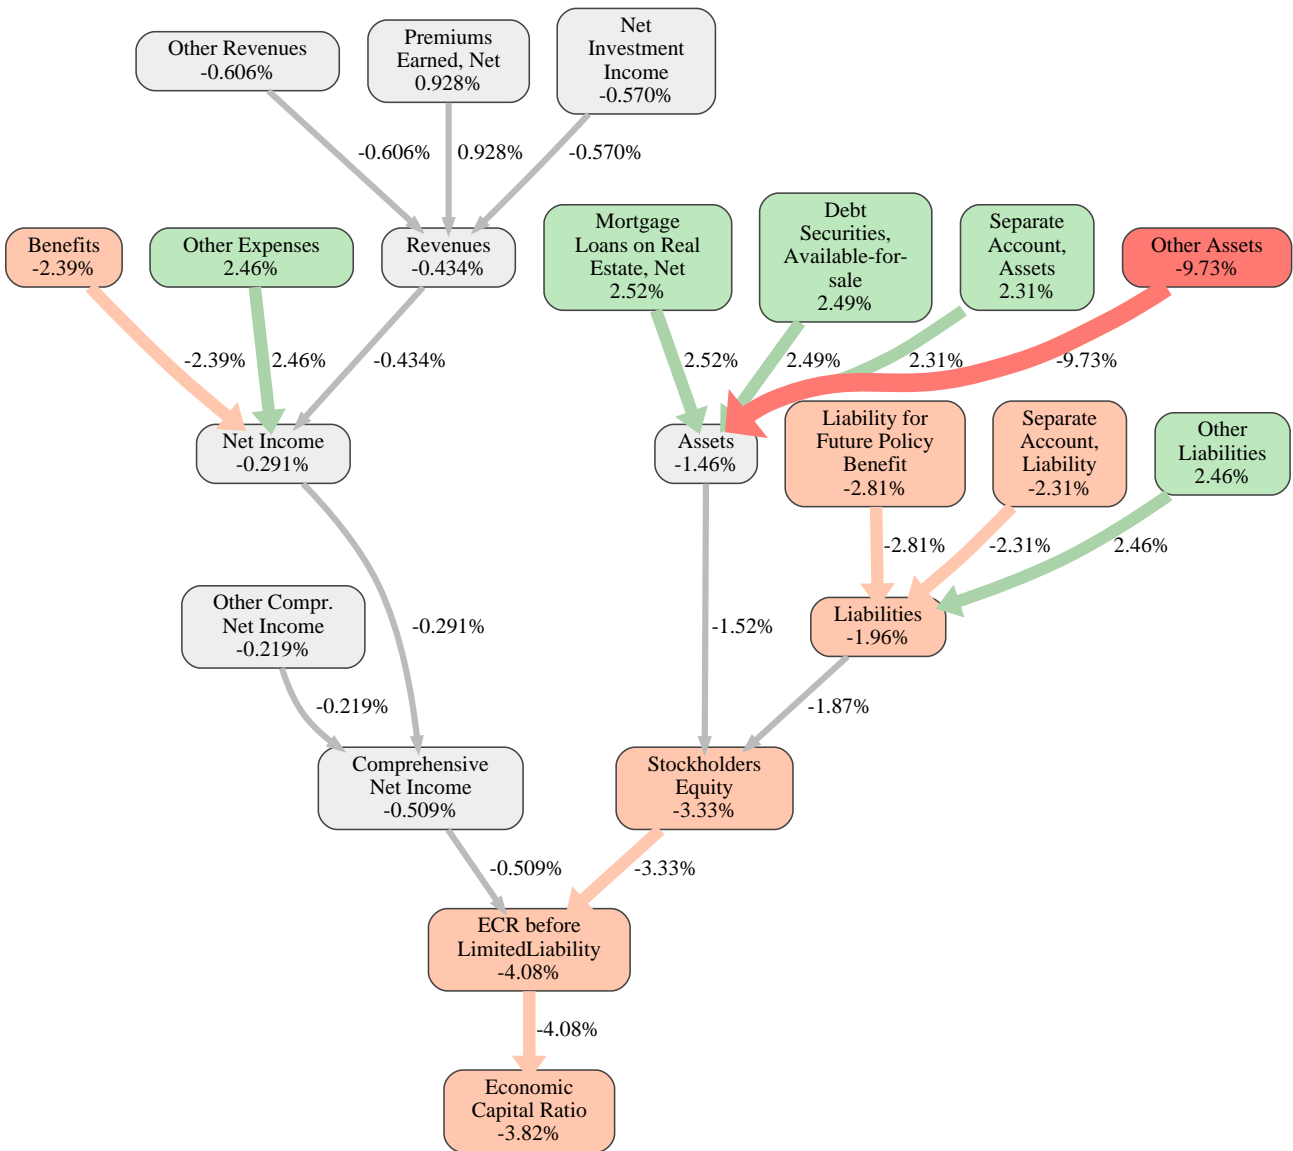 Other Revenues
-0.606%
Premiums
Earned, Net
0.928%
Net
Investment
Income
-0.570%
-0.606%
0.928%
-0.570%
Benefits
-2.39%
Other Expenses
2.46%
Revenues
-0.434%
Mortgage
Loans on Real
Estate, Net
2.52%
Debt
Securities,
Available-for-
sale
2.49%
Separate
Account,
Assets
2.31%
Other Assets
-9.73%
-2.39%
2.46%
-0.434%
2.52%
2.49%
2.31%
-9.73%
Net Income
-0.291%
Assets
-1.46%
Liability for
Future Policy
Benefit
-2.81%
Separate
Account,
Liability
-2.31%
Other
Liabilities
2.46%
-2.81%
-2.31%
2.46%
Other Compr.
Net Income
-0.219%
-0.291%
-1.52%
Liabilities
-1.96%
-0.219%
-1.87%
Comprehensive
Net Income
-0.509%
Stockholders
Equity
-3.33%
-0.509%
-3.33%
ECR before
LimitedLiability
-4.08%
-4.08%
Economic
Capital Ratio
-3.82%